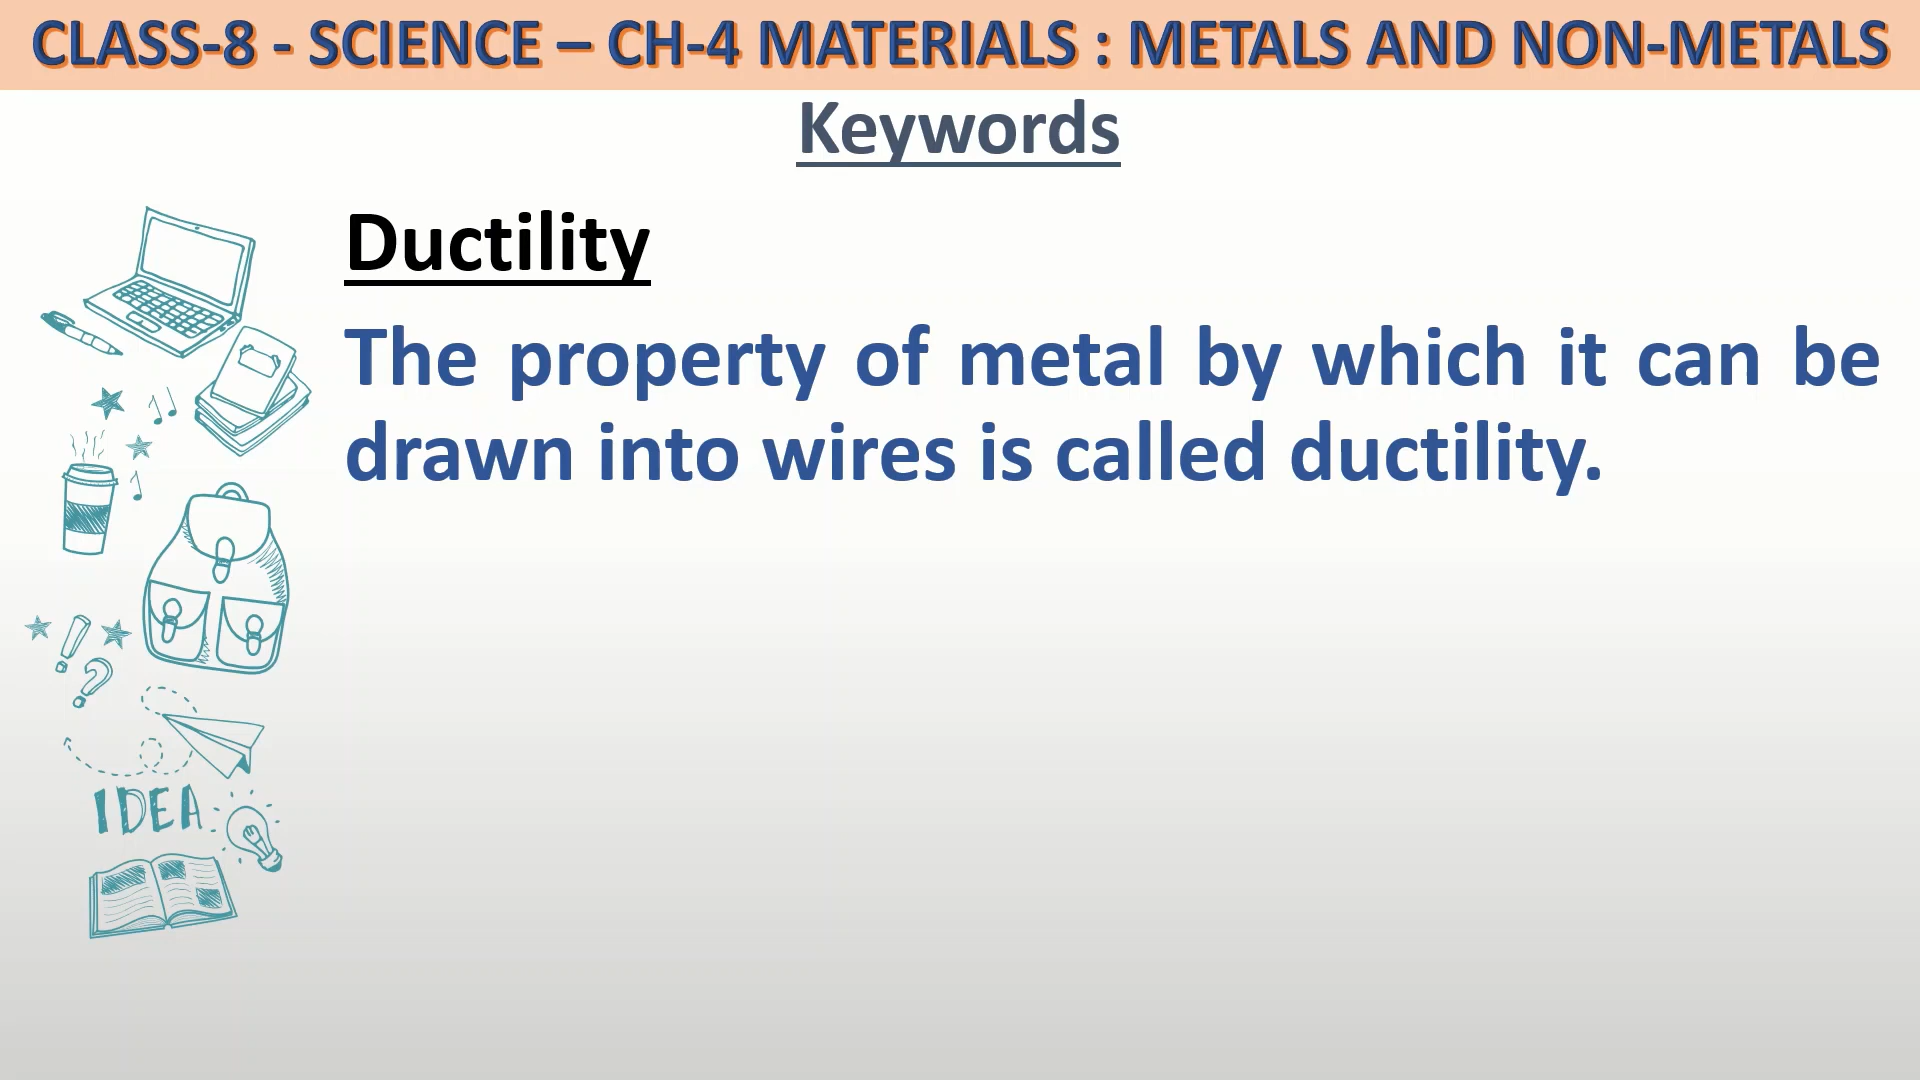 CLASS-8 - SCIENCE – CH-4 MATERIALS : METALS AND NON-METALS
Keywords
Ductility
The property of metal by which it can be
drawn into wires is called ductility.
IDEA